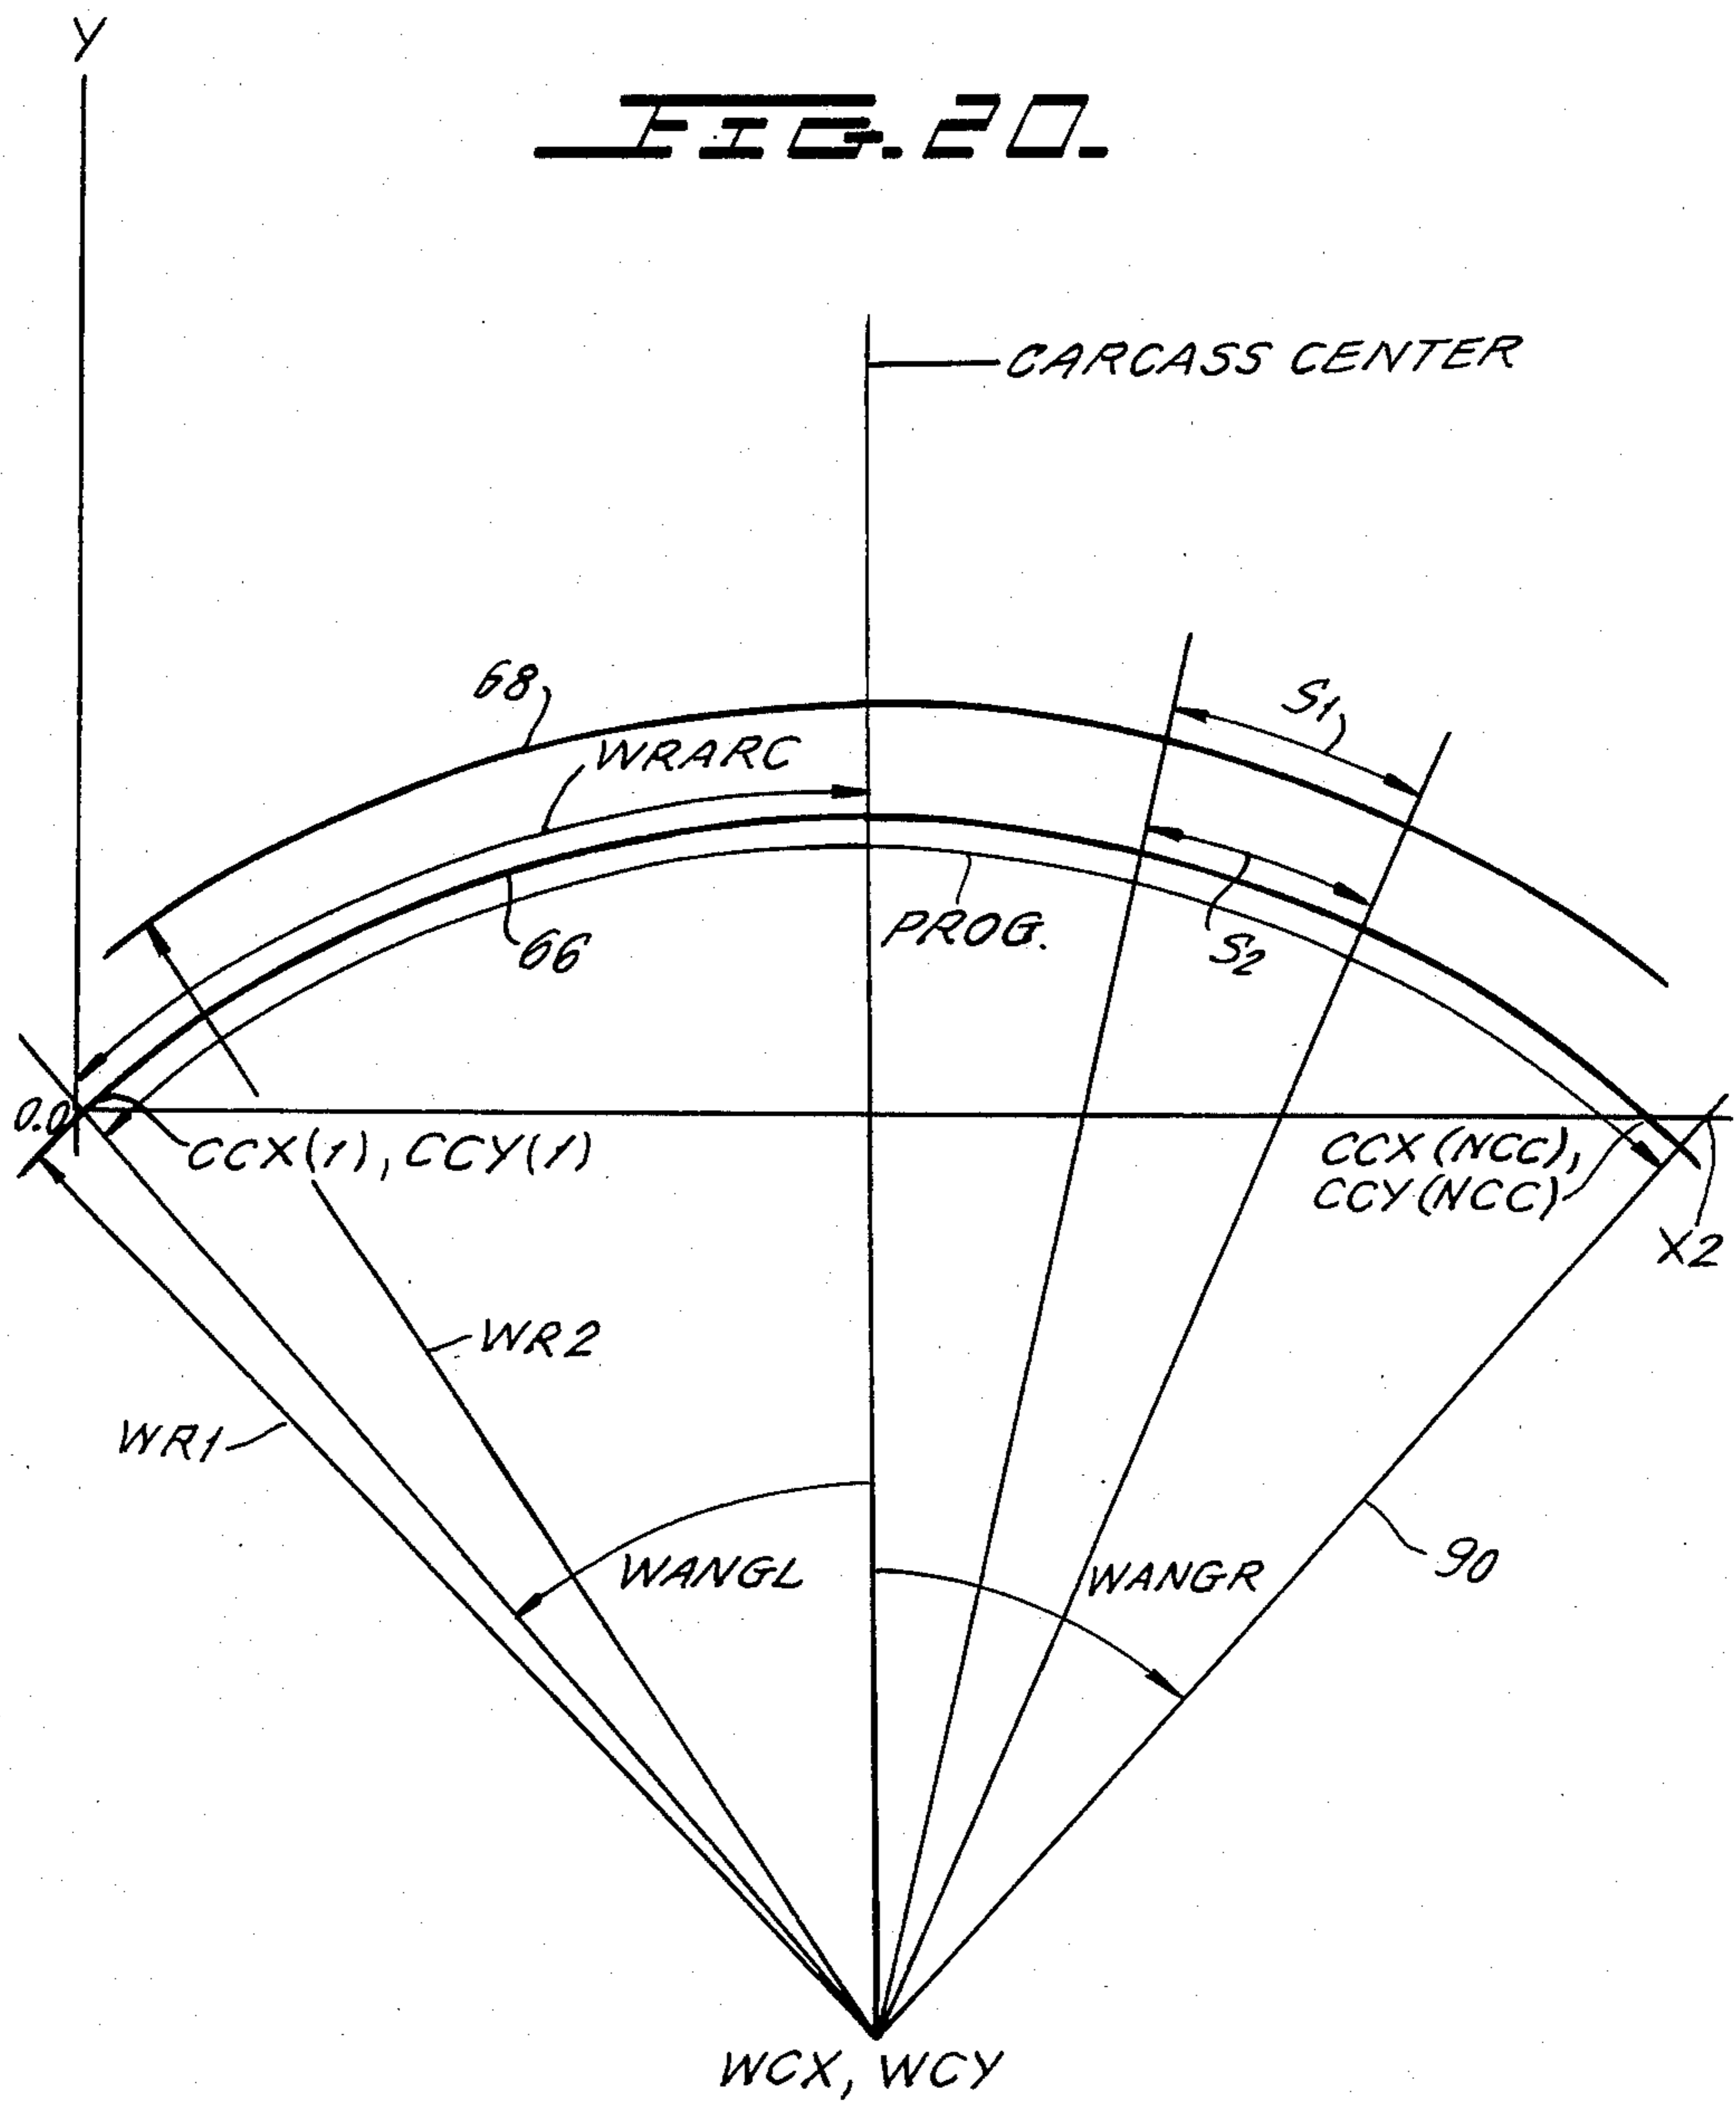 Y
FIG. 20.
CARCASS CENTER
68
S1
WRARC
66
PROG.
S2
0.0
CCX(1), CCY(1)
CCX(NCC),
CCY(NCC)
X2
WR2
WR1
WANGL
WANGR
90
WCX, WCY